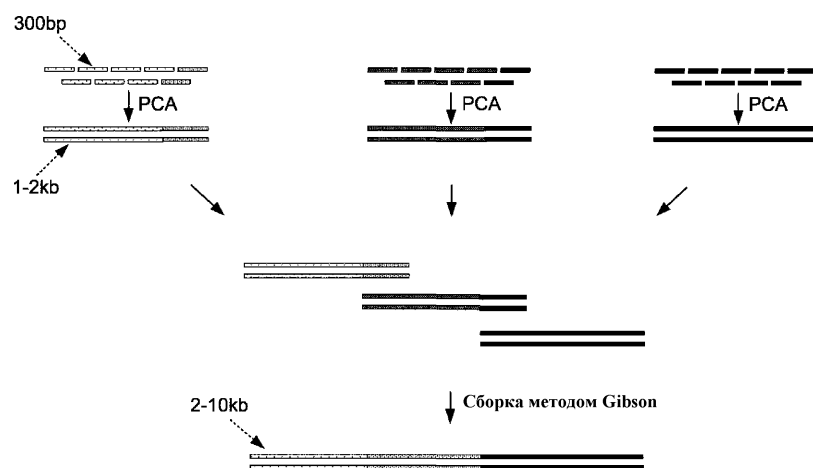 300bp
PCA
PCA
PCA
1-2kb
2-10kb
Сборка методом Gibson